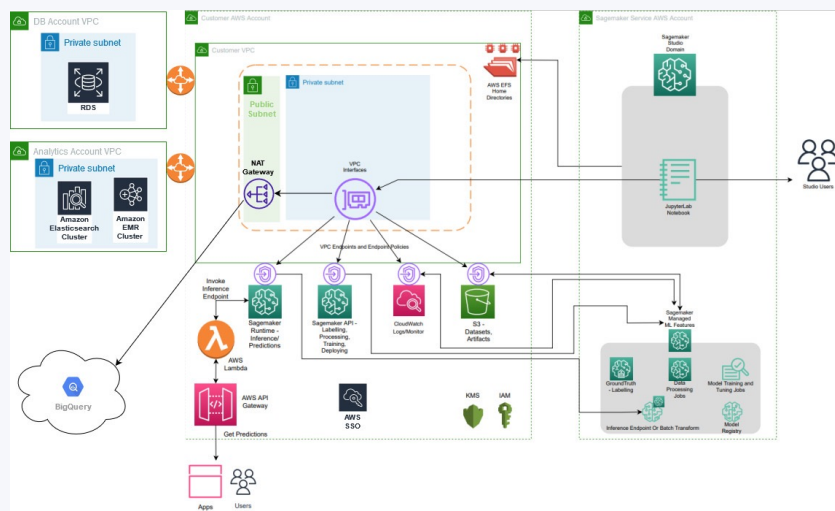 DB Account VPC
Private subnet
RDS
Analytics Account VPC
Private subnet
Amazon
Elasticsearch
Cluster
Amazon
EMR
Cluster
Customer AWS Account
Customer VPC
Public
Subnet
Private subnet
NAT
Gateway
VPC
Interfaces
AWS EFS
Home
Directories
VPC Endpoints and Endpoint Policies
Invoke
Inference
Endpoint
Sagemaker
Runtime -
Inference/
Predictions
Sagemaker API -
Labelling,
Processing,
Training,
Deploying
CloudWatch
Logs/Monitor
S3 -
Datasets,
Artifacts
AWS
Lambda
AWS API
Gateway
Get Predictions
AWS
SSO
KMS
IAM
Apps
Users
BigQuery
Sagemaker Service AWS Account
Sagemaker
Studio
Domain
JupyterLab
Notebook
Studio Users
Sagemaker
Managed
ML Features
GroundTruth
- Labelling
Data
Processing
Jobs
Model Training and
Tuning Jobs
Inference Endpoint Or Batch Transform
Model
Registry